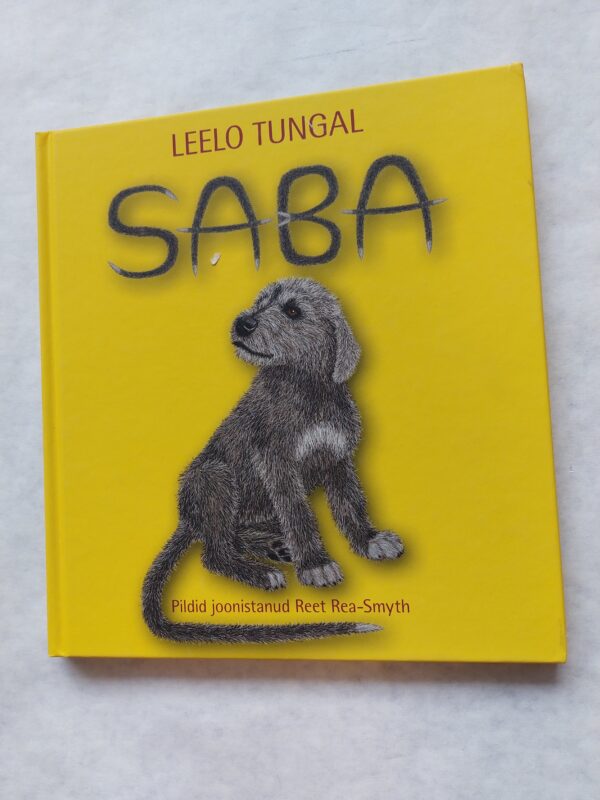 LEELO TUNGAL
SABA
Pildid joonistanud Reet Rea-Smyth